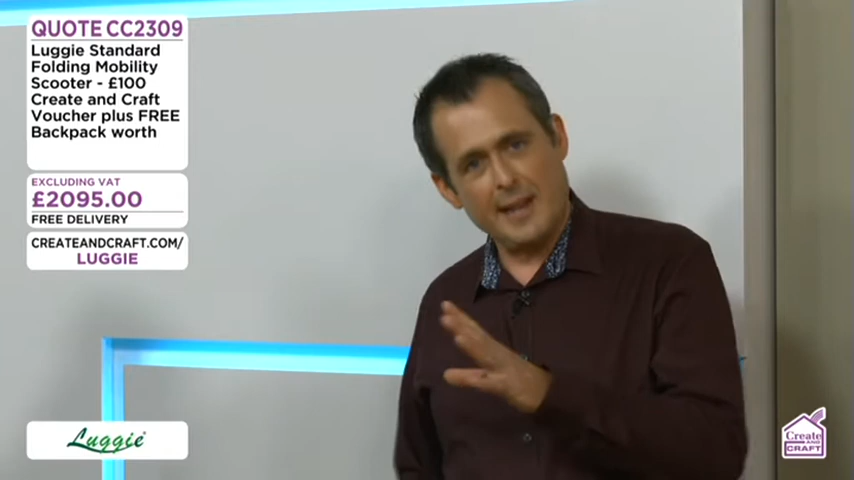 QUOTE CC2309
Luggie Standard
Folding Mobility
Scooter - £100
Create and Craft
Voucher plus FREE
Backpack worth
EXCLUDING VAT
£2095.00
FREE DELIVERY
CREATEANDCRAFT.COM/
LUGGIE
Luggie
Create
AND
CRAFT